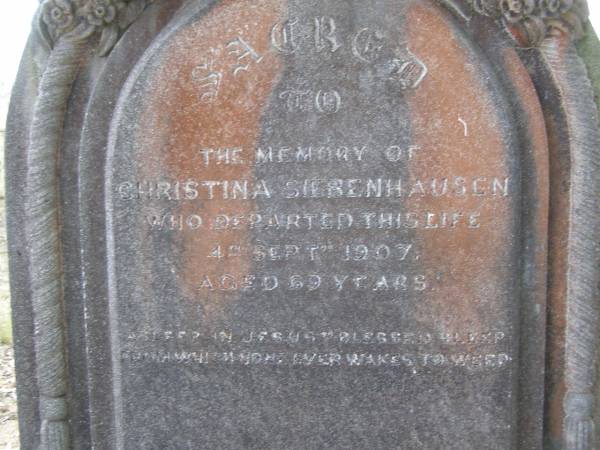 SACRED
TO
THE MEMORY OF
CHRISTINA SIEBENHAUSEN
WHO DEPARTED THIS LIFE
4TH SEPTR 1907,
AGED 69 YEARS
ASLEEP IN JESUS! BLESSED SLEEP
FROM WHICH NONE EVER WAKES TO WEEP